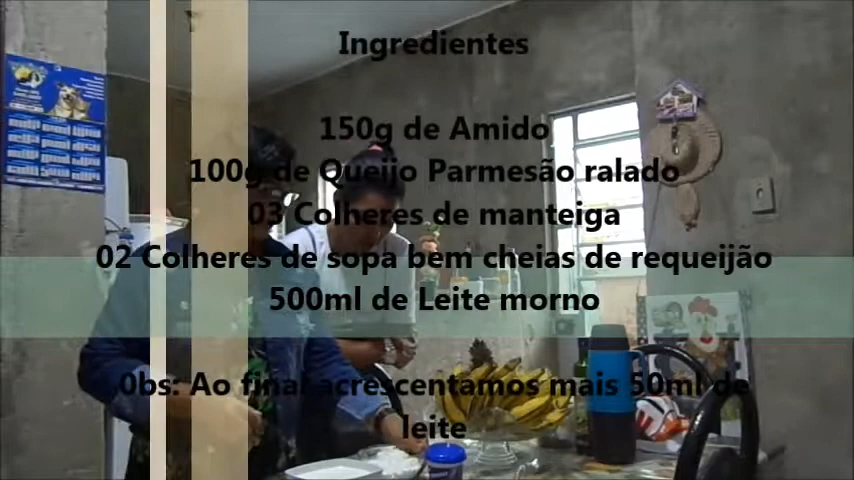 Ingredientes
150g de Amido
100g de Queijo Parmesão ralado
03 Colheres de manteiga
02 Colheres de sopa bem cheias de requeijão
500ml de Leite morno
0bs: Ao final acrescentamos mais 50ml de
leite